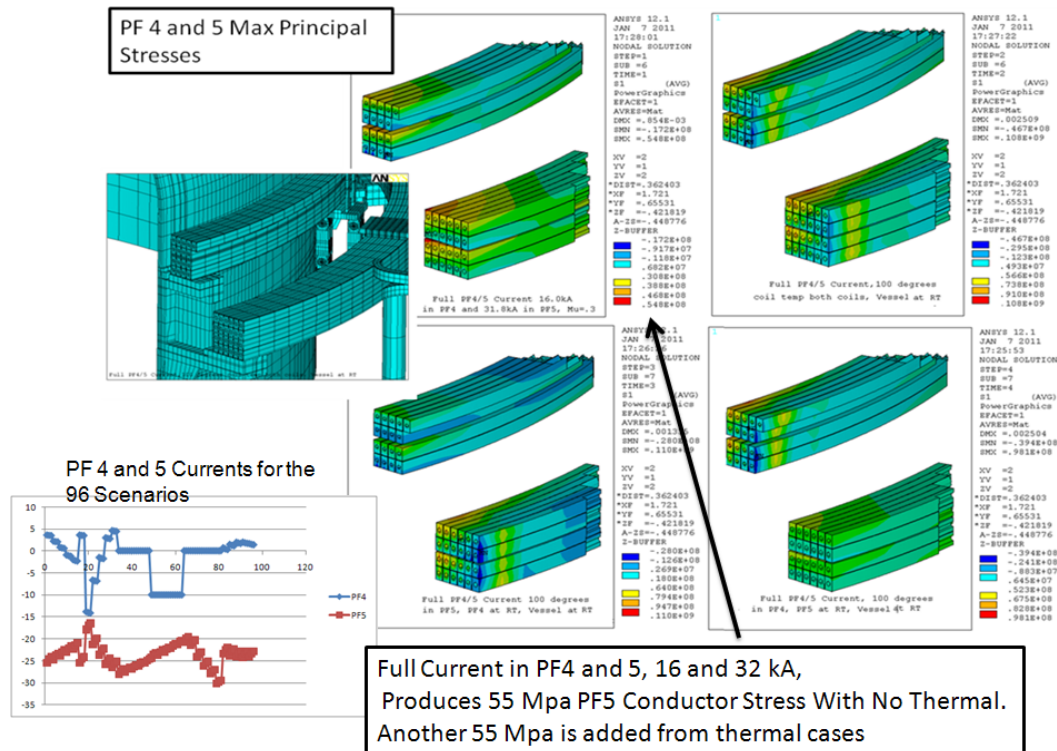 PF 4 and 5 Max Principal
Stresses
ANSYS 12.1
JAN 7 2011
17:28:01
NODAL SOLUTION
STEP=1
SUB =6
TIME=1
S1 (AVG)
PowerGraphics
EFACET=1
AVRES=Mat
DMX =.854E-03
SMN =-.172E+08
SMX =.548E+08
XV =2
YV =1
ZV =2
*DIST=.362403
*XF =1.721
*YF =.65531
*ZF =-.421819
A-ZS=-.448776
Z-BUFFER
-.172E+08
-.917E+07
-.118E+07
.682E+07
.308E+08
.388E+08
.468E+08
.548E+08
Full PF4/5 Current 16.0kA
in PF4 and 31.8kA in PF5, Mu=.3
1
ANSYS 12.1
JAN 7 2011
17:27:22
NODAL SOLUTION
STEP=2
SUB =6
TIME=2
S1 (AVG)
PowerGraphics
EFACET=1
AVRES=Mat
DMX =.002509
SMN =-.467E+08
SMX =.108E+09
XV =2
YV =1
ZV =2
*DIST=.362403
*XF =1.721
*YF =.65531
*ZF =-.421819
A-ZS=-.448776
Z-BUFFER
-.467E+08
-.295E+08
-.123E+08
.493E+07
.566E+08
.738E+08
.910E+08
.108E+09
Full PF4/5 Current,100 degrees
coil temp both coils, Vessel at RT
AN
Vessel at RT
ANSYS 12.1
JAN 2011
NODAL SOLUTION
STEP=3
SUB =7
TIME=3
S1 (AVG)
PowerGraphics
EFACET=1
AVRES=Mat
SMN =-.280E+08
SMX =.110E+09
XV =2
YV =1
ZV =2
*DIST=.362403
*XF =1.721
*YF =.65531
*ZF =-.421819
A-ZS=-.448776
Z-BUFFER
-.280E+08
-.126E+08
.269E+07
.180E+08
.640E+08
.794E+08
.947E+08
.110E+09
Full PF4/5 Current 100 degrees
in PF5, PF4 at RT, Vessel at RT
1
ANSYS 12.1
JAN 7 2011
17:25:53
NODAL SOLUTION
STEP=4
SUB =7
TIME=4
S1 (AVG)
PowerGraphics
EFACET=1
AVRES=Mat
DMX =.002504
SMN =-.394E+08
SMX =.981E+08
XV =2
YV =1
ZV =2
*DIST=.362403
*XF =1.721
*YF =.65531
*ZF =-.421819
A-ZS=-.448776
Z-BUFFER
-.394E+08
-.241E+08
-.883E+07
.645E+07
.523E+08
.675E+08
.828E+08
.981E+08
Full PF4/5 Current, 100 degrees
in PF4, PF5 at RT, Vessel at RT
PF 4 and 5 Currents for the
96 Scenarios
10
5
0
-5
-10
-15
-20
-25
-30
-35
0 20 40 60 80 100 120
PF4
PF5
Full Current in PF4 and 5, 16 and 32 kA,
Produces 55 Mpa PF5 Conductor Stress With No Thermal.
Another 55 Mpa is added from thermal cases